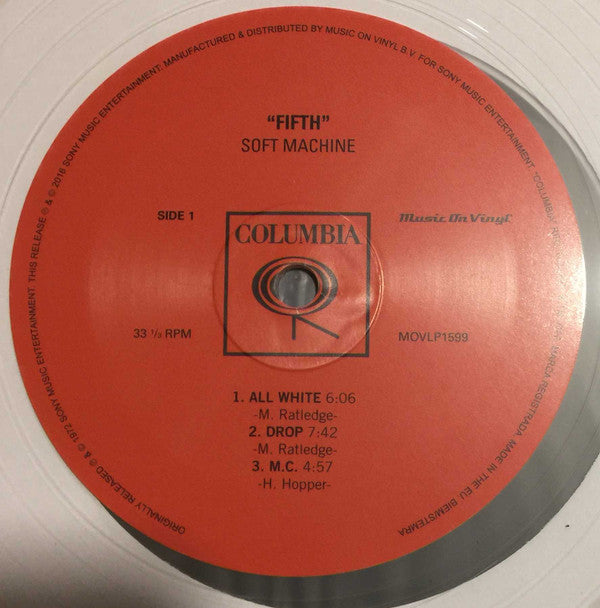 “FIFTH”
SOFT MACHINE
SIDE 1
Music On Vinyl
COLUMBIA
33 ¹/₃ RPM
MOVLP1599
1. ALL WHITE 6:06
-M. Ratledge-
2. DROP 7:42
-M. Ratledge-
3. M.C. 4:57
-H. Hopper-
ORIGINALLY RELEASED ℗ & © 1972 SONY MUSIC ENTERTAINMENT. THIS RELEASE ℗ & © 2016 SONY MUSIC ENTERTAINMENT. MANUFACTURED & DISTRIBUTED BY MUSIC ON VINYL B.V. FOR SONY MUSIC ENTERTAINMENT. "COLUMBIA" MARCA REGISTRADA. MADE IN THE EU. BIEM/STEMRA